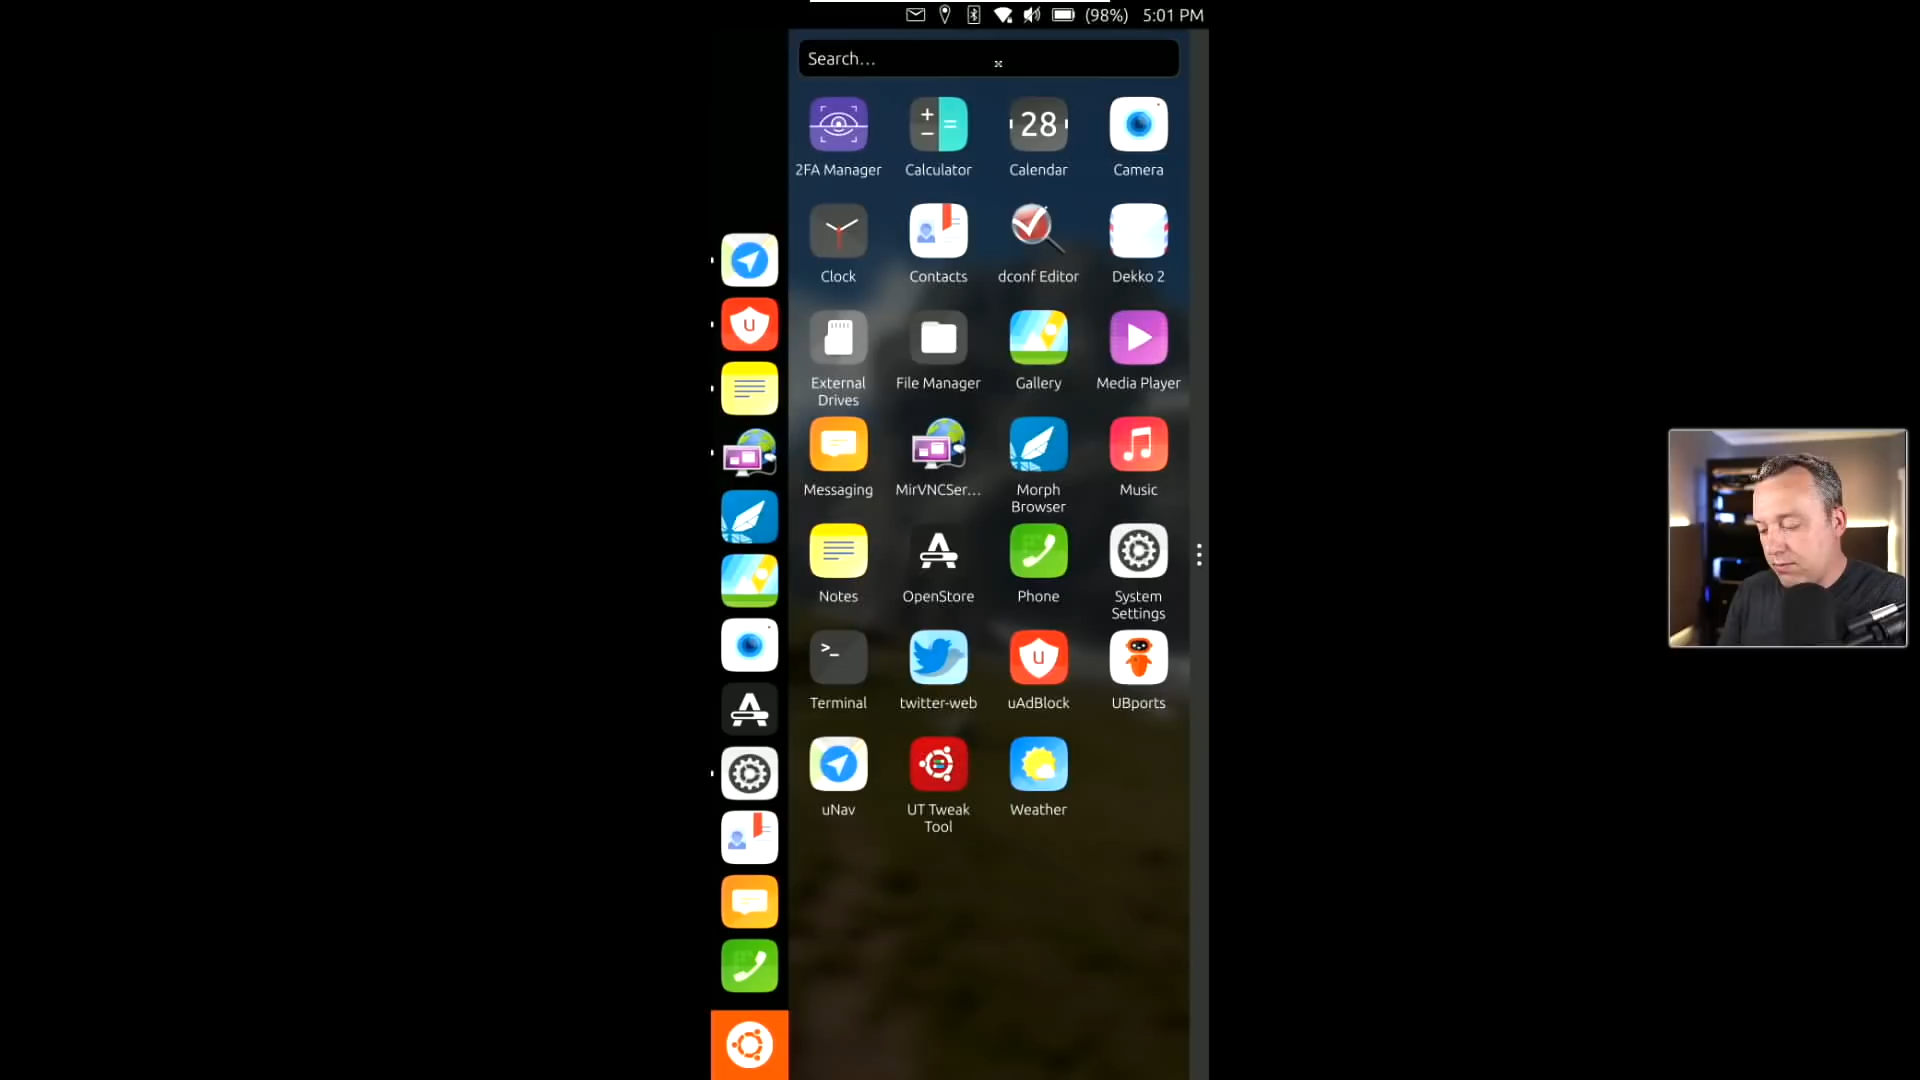 (98%) 5:01 PM
Search...
28
2FA Manager Calculator Calendar Camera
Clock Contacts dconf Editor Dekko 2
External Drives File Manager Gallery Media Player
u
Messaging MirVNCSer... Morph Browser Music
Notes OpenStore Phone System Settings
>_
u
Terminal twitter-web uAdBlock UBports
uNav UT Tweak Tool Weather